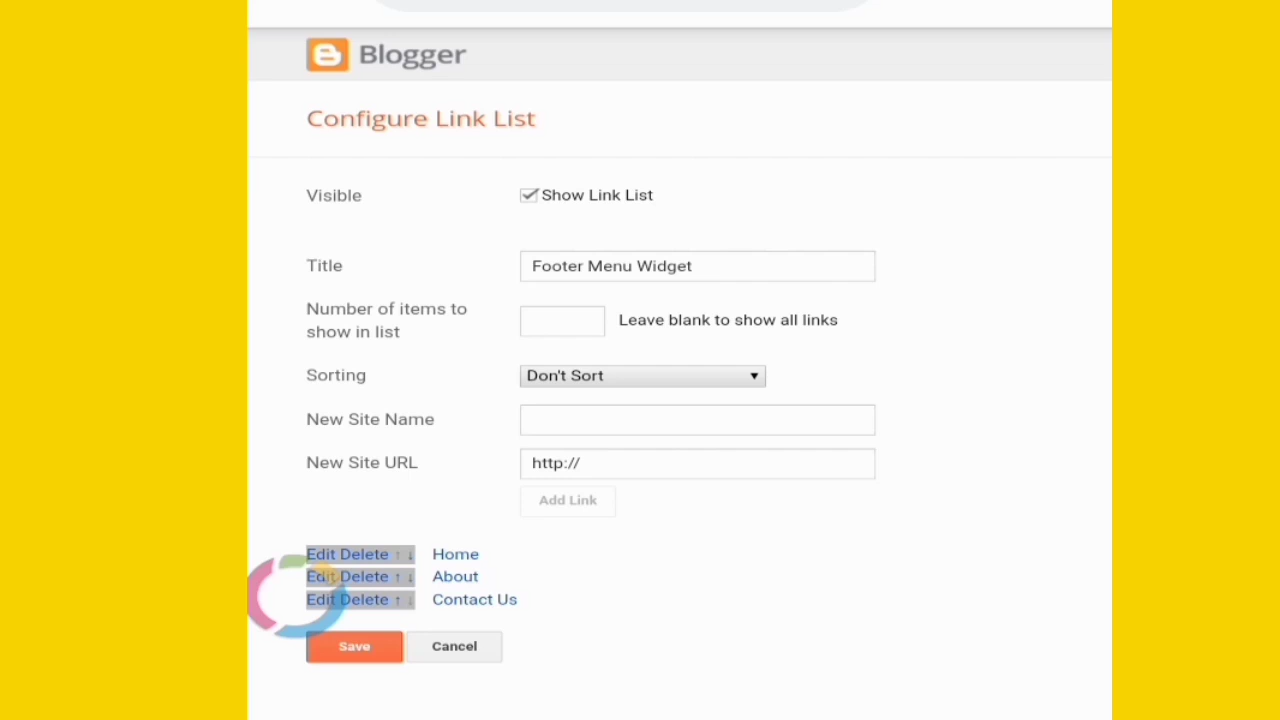 Blogger
Configure Link List
Visible Show Link List
Title Footer Menu Widget
Number of items to
show in list Leave blank to show all links
Sorting Don't Sort
New Site Name
New Site URL http://
Add Link
Edit Delete ↑ ↓ Home
Edit Delete ↑ ↓ About
Edit Delete ↑ ↓ Contact Us
Save Cancel